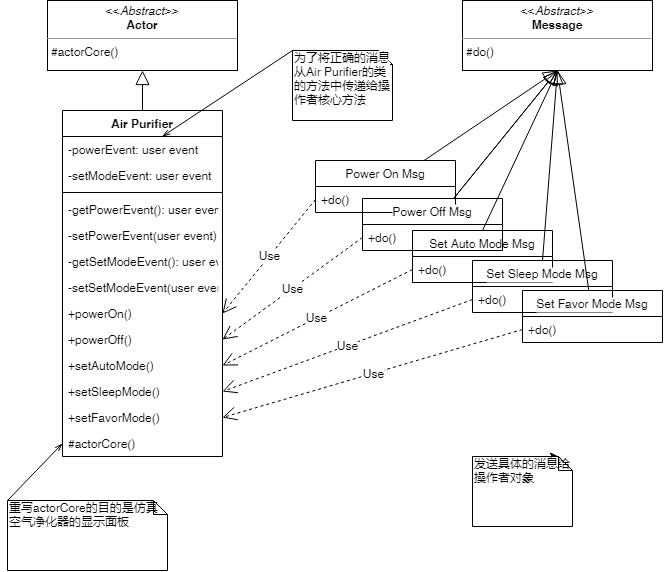 <<Abstract>>
Actor
#actorCore()
<<Abstract>>
Message
#do()
为了将正确的消息
从Air Purifier的类
的方法中传递给操
作者核心方法
Air Purifier
-powerEvent: user event
-setModeEvent: user event
-getPowerEvent(): user even
-setPowerEvent(user event)
-getSetModeEvent(): user ev
-setSetModeEvent(user eve
+powerOn()
+powerOff()
+setAutoMode()
+setSleepMode()
+setFavorMode()
#actorCore()
Power On Msg
+do()
Power Off Msg
+do()
Set Auto Mode Msg
+do()
Set Sleep Mode Msg
+do()
Set Favor Mode Msg
+do()
Use
Use
Use
Use
Use
发送具体的消息给
操作者对象
重写actorCore的目的是仿真
空气净化器的显示面板